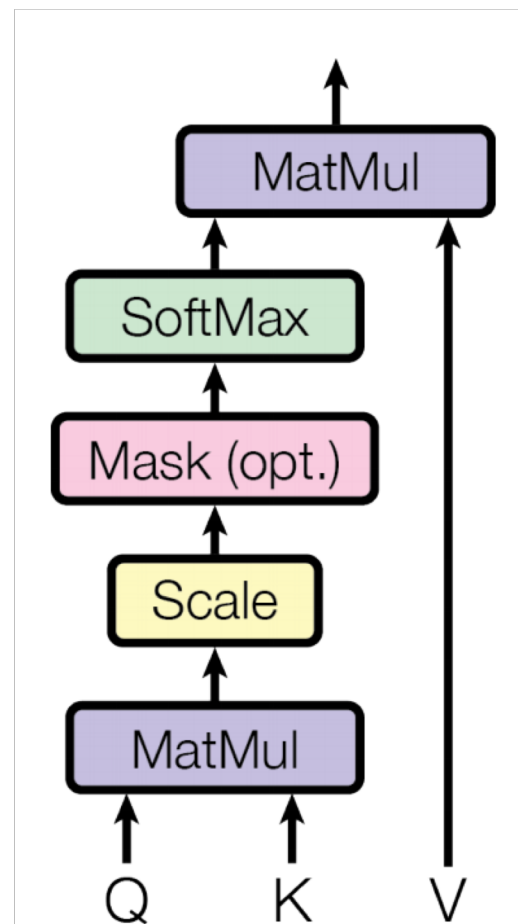 MatMul
SoftMax
Mask (opt.)
Scale
MatMul
Q K V